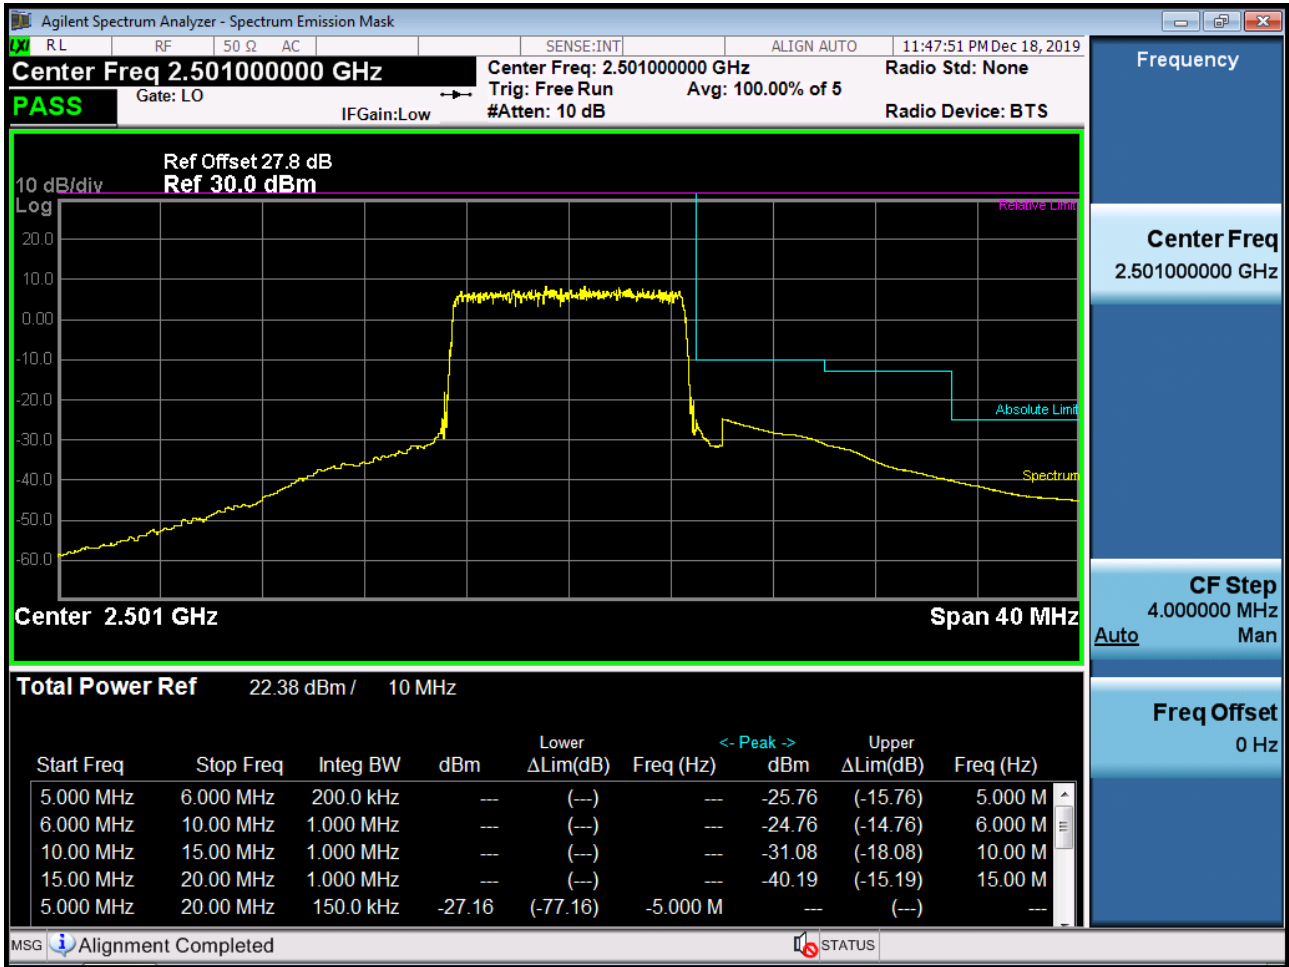 Agilent Spectrum Analyzer - Spectrum Emission Mask
LXI RL RF 50 Ω AC SENSE:INT ALIGN AUTO 11:47:51 PM Dec 18, 2019
Center Freq 2.501000000 GHz
Center Freq: 2.501000000 GHz
Radio Std: None
PASS
Gate: LO
IFGain:Low
Trig: Free Run Avg: 100.00% of 5
#Atten: 10 dB
Radio Device: BTS
Ref Offset 27.8 dB
10 dB/div Ref 30.0 dBm
Log
Relative Limit
20.0
10.0
0.00
-10.0
-20.0
Absolute Limit
-30.0
-40.0
Spectrum
-50.0
-60.0
Center 2.501 GHz Span 40 MHz
Total Power Ref 22.38 dBm / 10 MHz
Lower <- Peak -> Upper
Start Freq Stop Freq Integ BW dBm ΔLim(dB) Freq (Hz) dBm ΔLim(dB) Freq (Hz)
5.000 MHz 6.000 MHz 200.0 kHz --- (---) --- -25.76 (-15.76) 5.000 M
6.000 MHz 10.00 MHz 1.000 MHz --- (---) --- -24.76 (-14.76) 6.000 M
10.00 MHz 15.00 MHz 1.000 MHz --- (---) --- -31.08 (-18.08) 10.00 M
15.00 MHz 20.00 MHz 1.000 MHz --- (---) --- -40.19 (-15.19) 15.00 M
5.000 MHz 20.00 MHz 150.0 kHz -27.16 (-77.16) -5.000 M --- (---) ---
MSG Alignment Completed STATUS
Frequency
Center Freq
2.501000000 GHz
CF Step
4.000000 MHz
Auto Man
Freq Offset
0 Hz